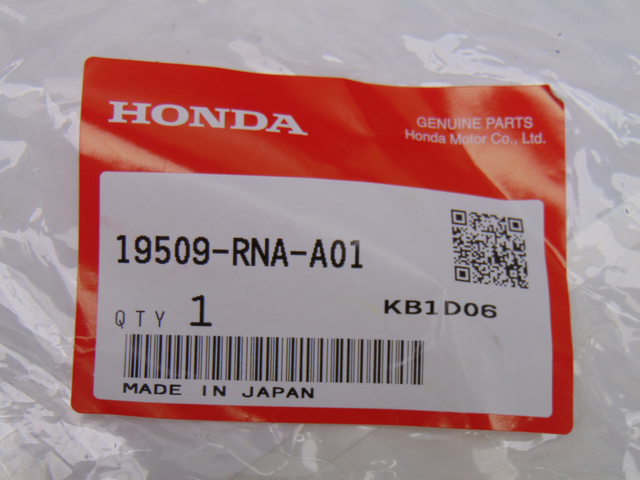 HONDA
GENUINE PARTS
Honda Motor Co., Ltd.
19509-RNA-A01
QTY 1
KB1D06
MADE IN JAPAN